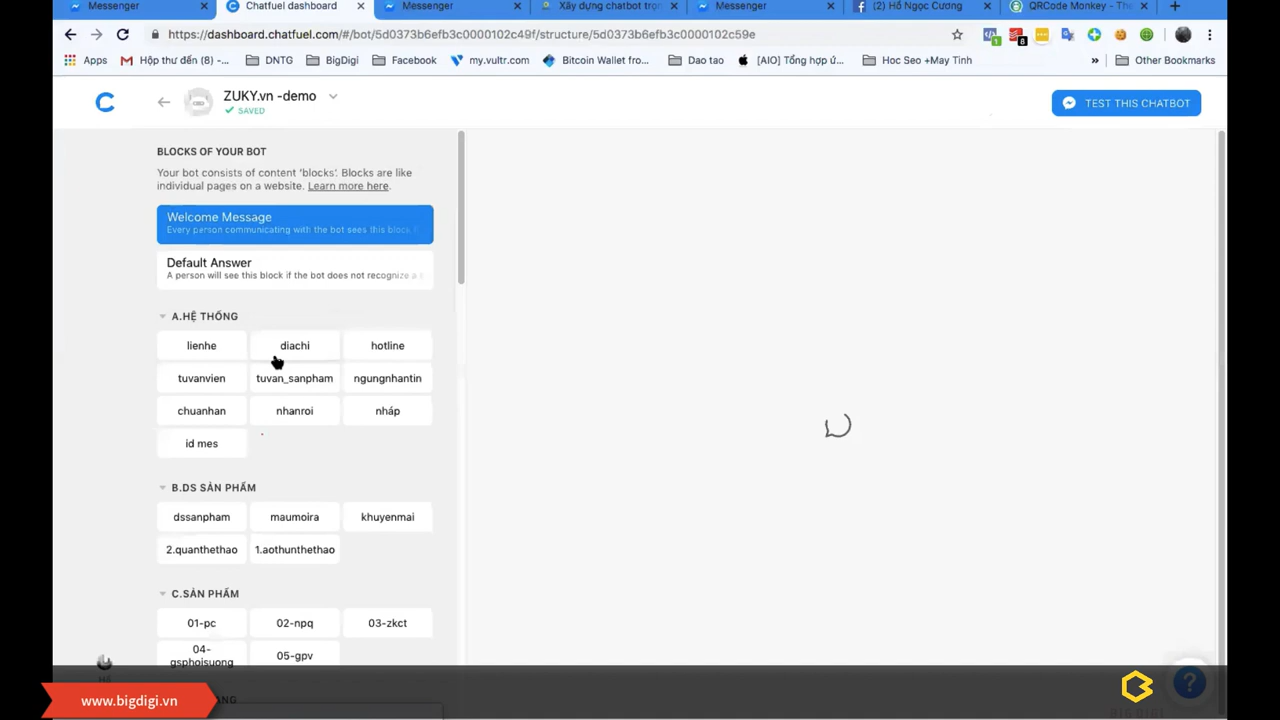 Messenger
Chatfuel dashboard
Messenger
Xây dựng chatbot trọn
Messenger
(2) Hồ Ngọc Cương
QRCode Monkey - The
https://dashboard.chatfuel.com/#/bot/5d0373b6efb3c0000102c49f/structure/5d0373b6efb3c0000102c59e
Apps
Hộp thư đến (8) -...
DNTG
BigDigi
Facebook
my.vultr.com
Bitcoin Wallet fro...
Dao tao
[AIO] Tổng hợp ứ...
Hoc Seo +May Tinh
»
Other Bookmarks
ZUKY.vn -demo
SAVED
TEST THIS CHATBOT
BLOCKS OF YOUR BOT
Your bot consists of content 'blocks'. Blocks are like
individual pages on a website. Learn more here.
Welcome Message
Every person communicating with the bot sees this block
Default Answer
A person will see this block if the bot does not recognize a
A.HỆ THỐNG
lienhe diachi hotline
tuvanvien tuvan_sanpham ngungnhantin
chuanhan nhanroi nháp
id mes
B.DS SẢN PHẨM
dssanpham maumoira khuyenmai
2.quanthethao 1.aothunthethao
C.SẢN PHẨM
01-pc 02-npq 03-zkct
04-
gsphoisuong 05-gpv
www.bigdigi.vn
?
BIG DIGI